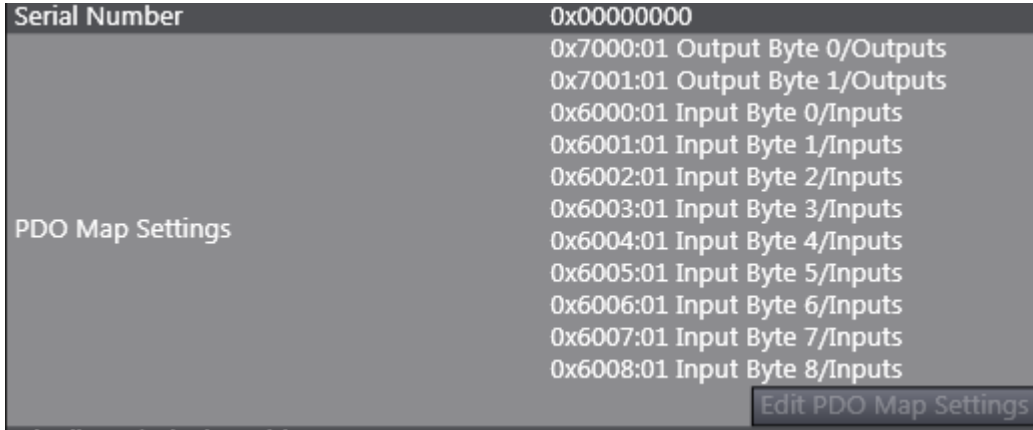 Serial Number 0x00000000
0x7000:01 Output Byte 0/Outputs
0x7001:01 Output Byte 1/Outputs
0x6000:01 Input Byte 0/Inputs
0x6001:01 Input Byte 1/Inputs
0x6002:01 Input Byte 2/Inputs
0x6003:01 Input Byte 3/Inputs
PDO Map Settings
0x6004:01 Input Byte 4/Inputs
0x6005:01 Input Byte 5/Inputs
0x6006:01 Input Byte 6/Inputs
0x6007:01 Input Byte 7/Inputs
0x6008:01 Input Byte 8/Inputs
Edit PDO Map Settings